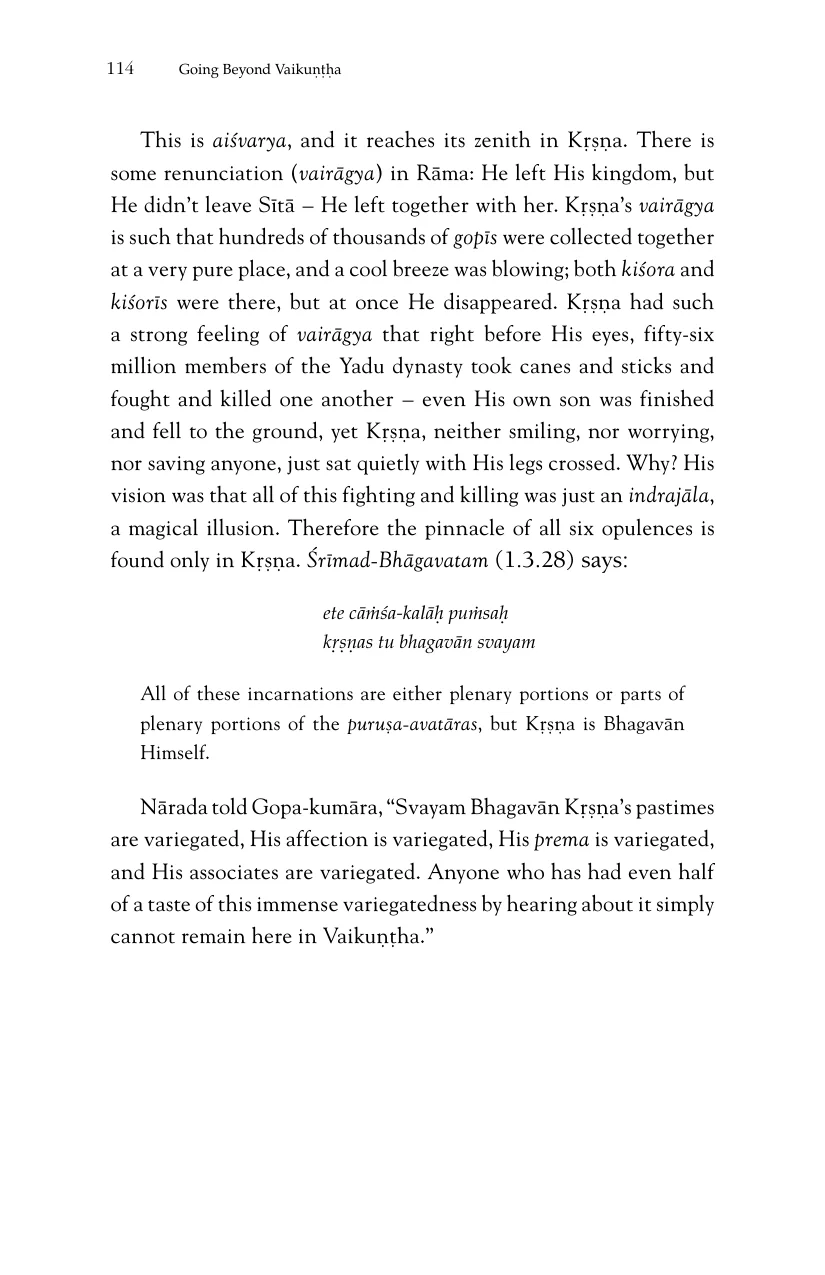 114 Going Beyond Vaikuṇṭha
This is aiśvarya, and it reaches its zenith in Kṛṣṇa. There is
some renunciation (vairāgya) in Rāma: He left His kingdom, but
He didn’t leave Sītā – He left together with her. Kṛṣṇa’s vairāgya
is such that hundreds of thousands of gopīs were collected together
at a very pure place, and a cool breeze was blowing; both kiśora and
kiśorīs were there, but at once He disappeared. Kṛṣṇa had such
a strong feeling of vairāgya that right before His eyes, fifty-six
million members of the Yadu dynasty took canes and sticks and
fought and killed one another – even His own son was finished
and fell to the ground, yet Kṛṣṇa, neither smiling, nor worrying,
nor saving anyone, just sat quietly with His legs crossed. Why? His
vision was that all of this fighting and killing was just an indrajāla,
a magical illusion. Therefore the pinnacle of all six opulences is
found only in Kṛṣṇa. Śrīmad-Bhāgavatam (1.3.28) says:
ete cāṁśa-kalāḥ puṁsaḥ
kṛṣṇas tu bhagavān svayam
All of these incarnations are either plenary portions or parts of
plenary portions of the puruṣa-avatāras, but Kṛṣṇa is Bhagavān
Himself.
Nārada told Gopa-kumāra, “Svayam Bhagavān Kṛṣṇa’s pastimes
are variegated, His affection is variegated, His prema is variegated,
and His associates are variegated. Anyone who has had even half
of a taste of this immense variegatedness by hearing about it simply
cannot remain here in Vaikuṇṭha.”